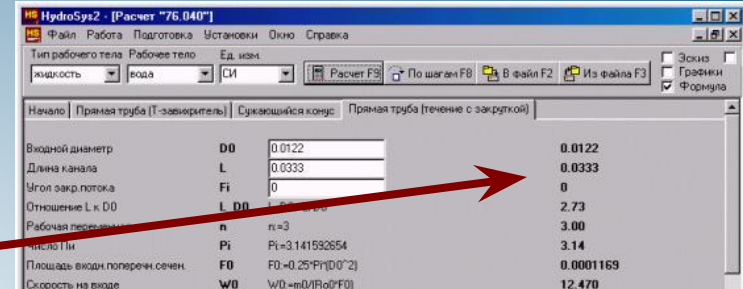 HydroSys2 - [Расчет "76.040"]
Файл Работа Подготовка Установки Окно Справка
Тип рабочего тела Рабочее тело Ед. изм.
жидкость вода СИ Расчет F9 По шагам F8 В файл F2 Из файла F3
Эскиз
Графики
Формула
Начало Прямая труба (Т-завихритель) Сужающийся конус Прямая труба (течение с закруткой)
Входной диаметр D0 0.0122 0.0122
Длина канала L 0.0333 0.0333
Угол закр.потока Fi 0 0
Отношение L к D0 L_D0 2.73
Рабочая n n:=3 3.00
Число Пи Pi Pi:=3.141592654 3.14
Площадь входн.поперечн.сечен. F0 F0:=0.25*Pi*(D0^2) 0.0001169
Скорость на входе W0 W0:=m0/(Ro0*F0) 12.470